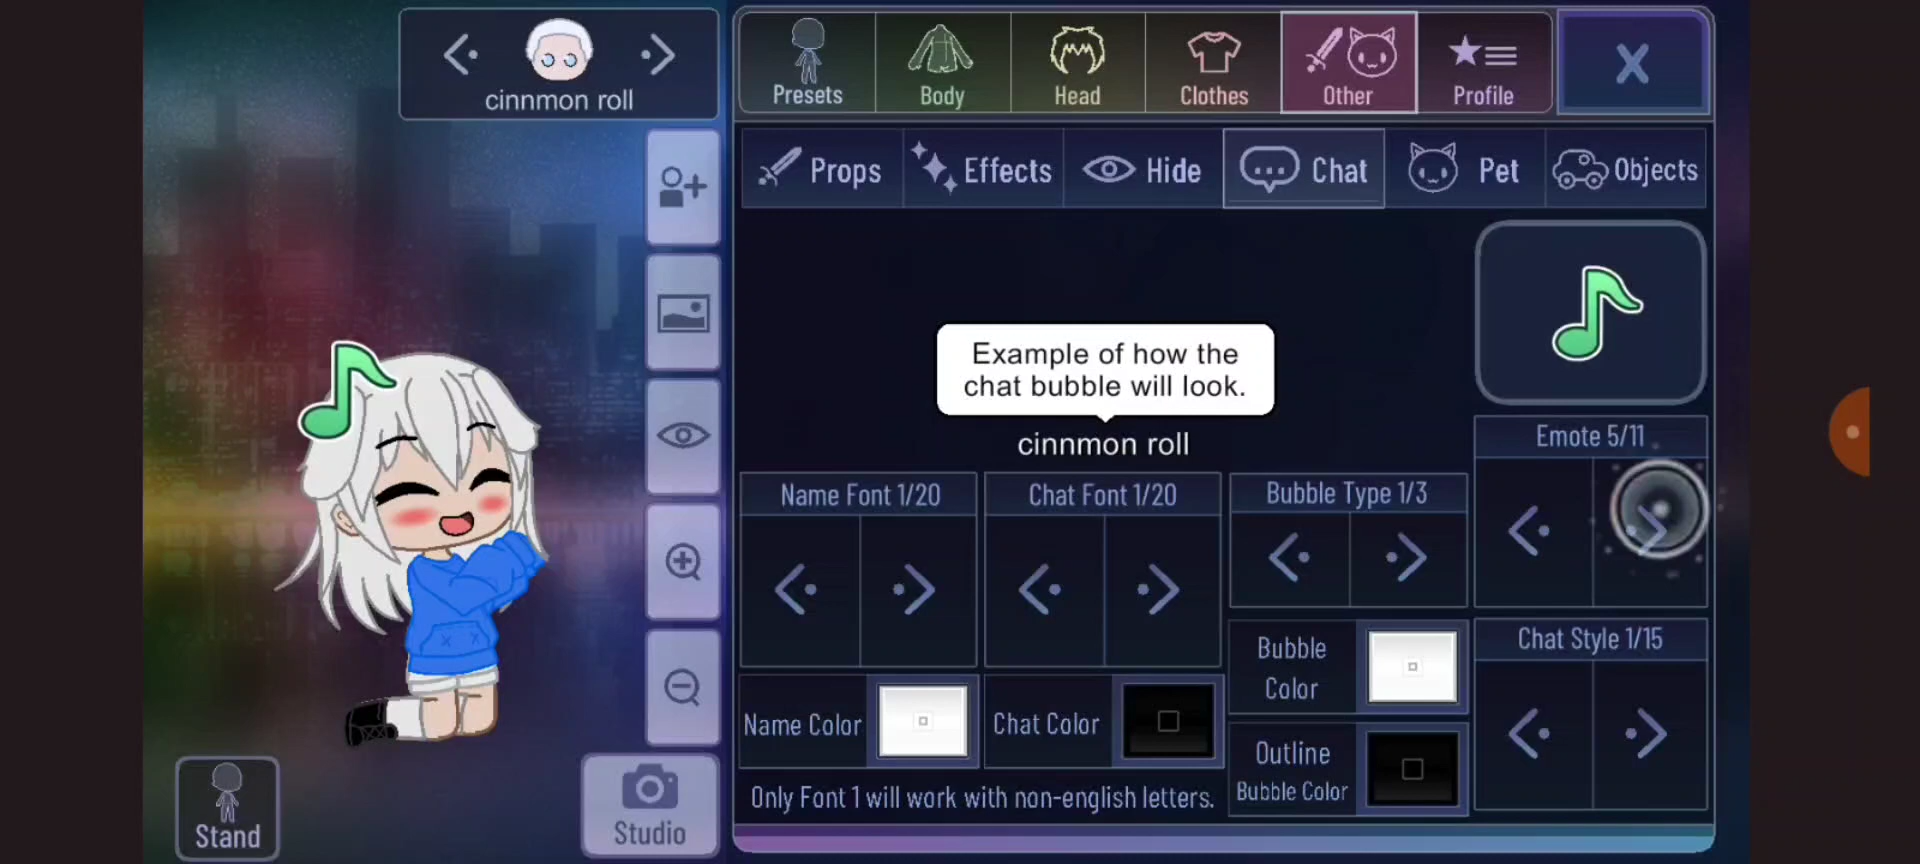 cinnmon roll
Presets
Body
Head
Clothes
Other
Profile
X
Props
Effects
Hide
Chat
Pet
Objects
Example of how the
chat bubble will look.
cinnmon roll
Emote 5/11
Name Font 1/20
Chat Font 1/20
Bubble Type 1/3
Bubble
Color
Chat Style 1/15
Name Color
Chat Color
Outline
Bubble Color
Only Font 1 will work with non-english letters.
Stand
Studio